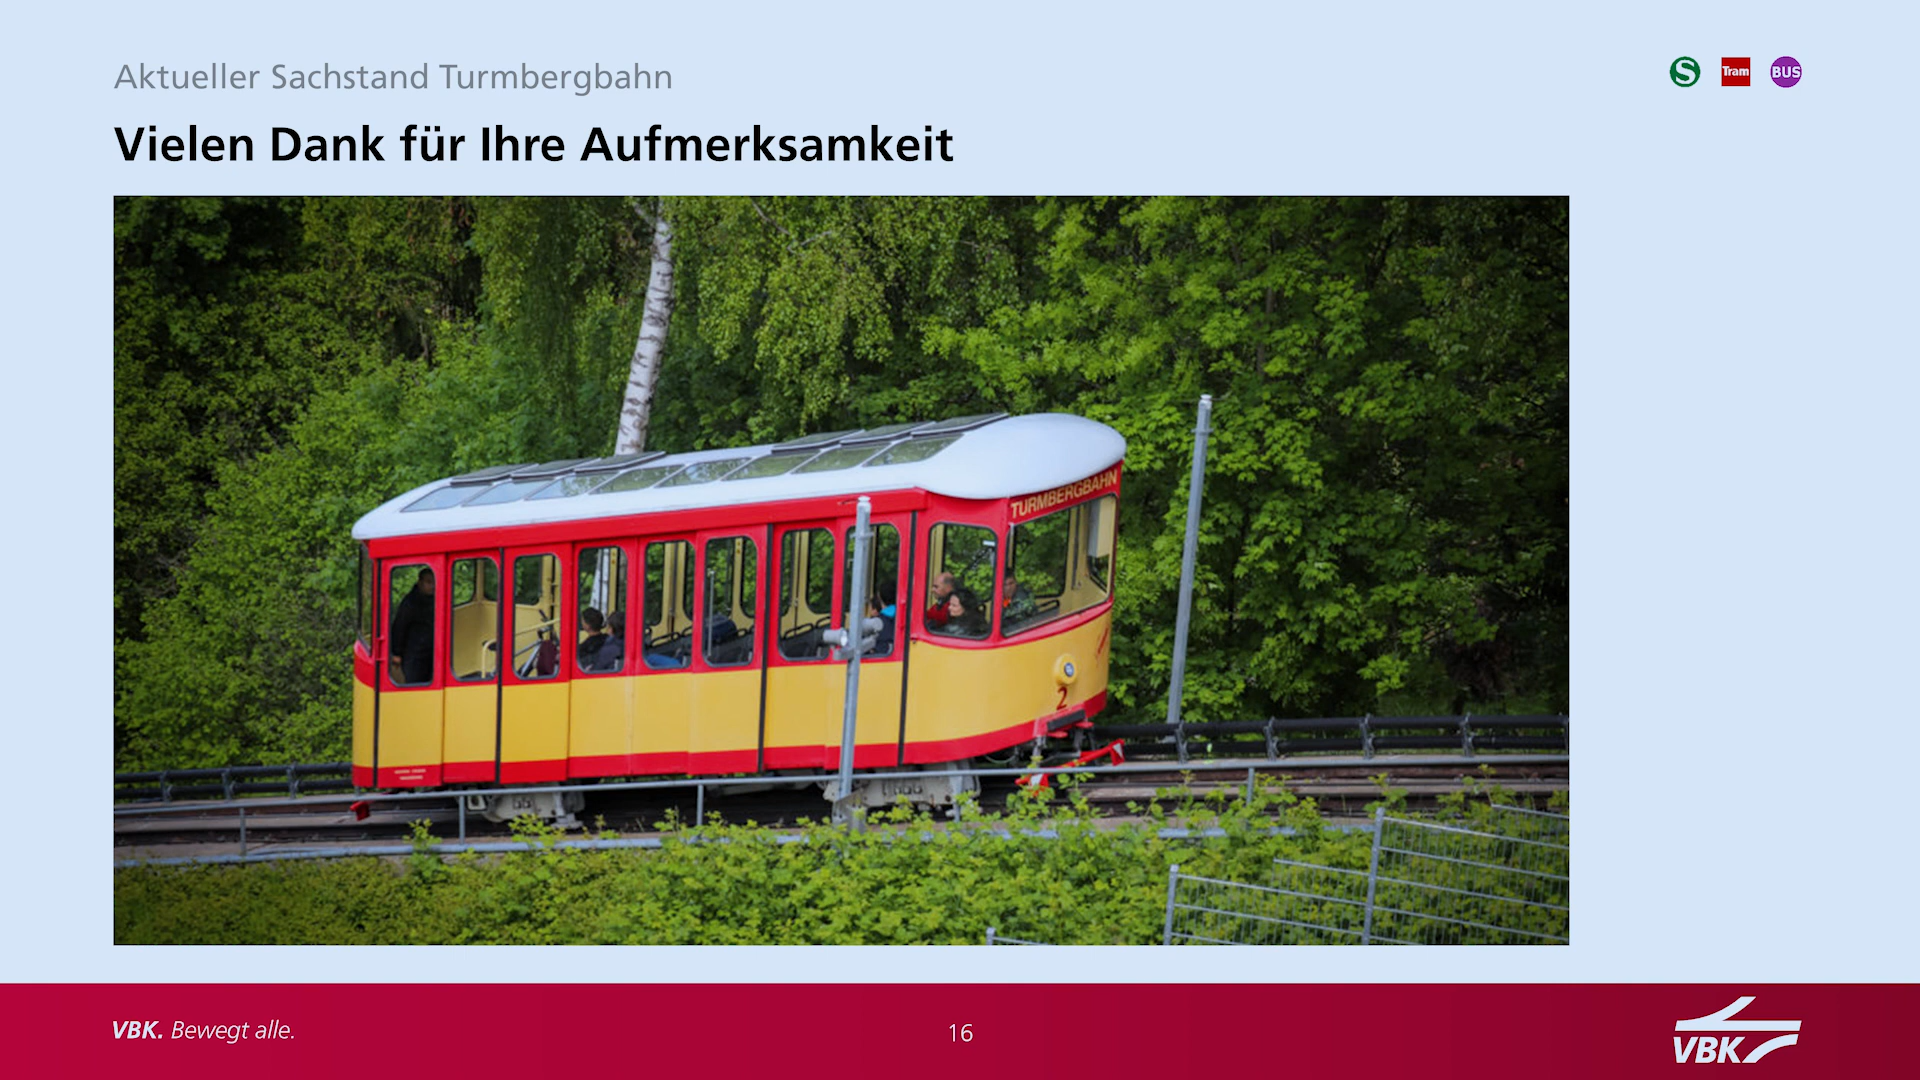 Aktueller Sachstand Turmbergbahn
S Tram BUS
Vielen Dank für Ihre Aufmerksamkeit
TURMBERGBAHN
2
VBK. Bewegt alle.
16
VBK